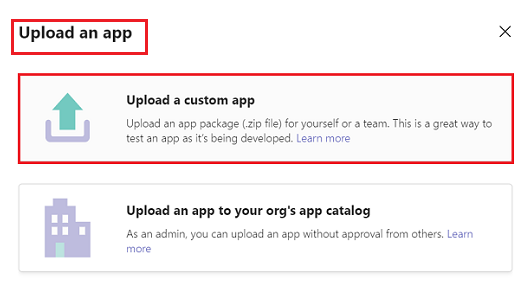 Upload an app
Upload a custom app
Upload an app package (.zip file) for yourself or a team. This is a great way to
test an app as it's being developed. Learn more
Upload an app to your org's app catalog
As an admin, you can upload an app without approval from others. Learn
more